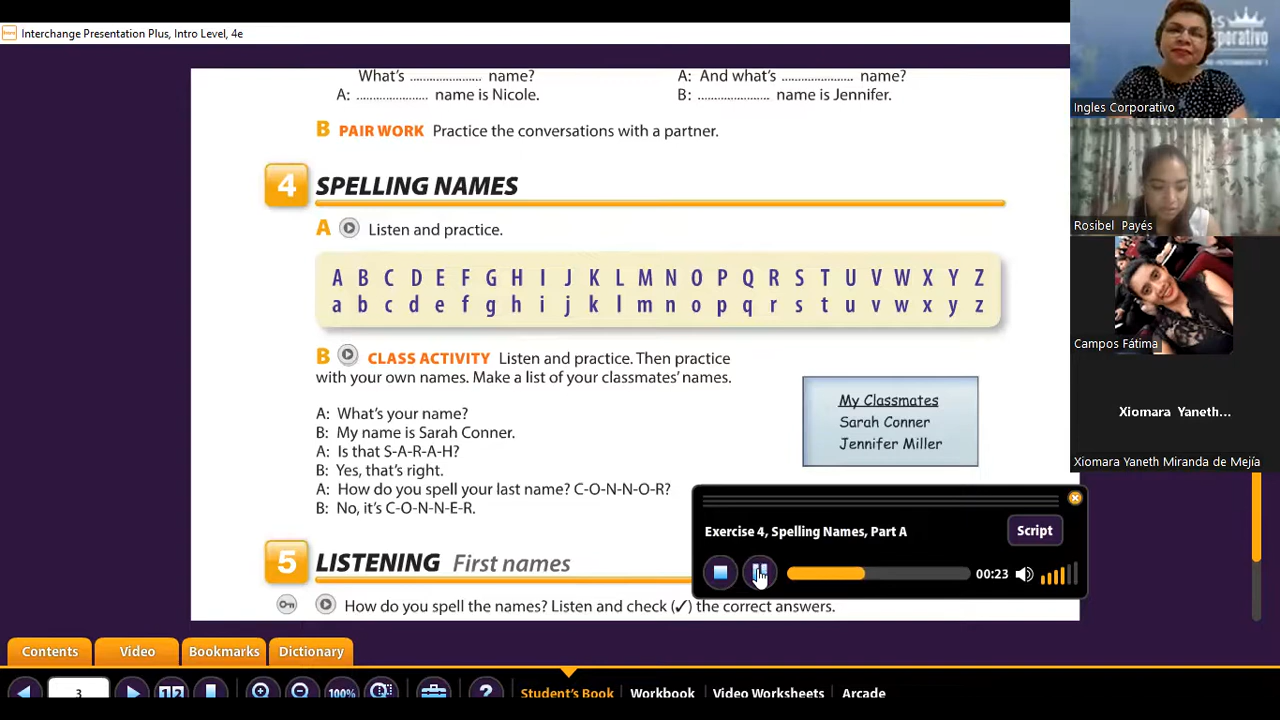 Interchange Presentation Plus, Intro Level, 4e
What's ..................... name?
A: ..................... name is Nicole.
A: And what's ..................... name?
B: ..................... name is Jennifer.
B PAIR WORK Practice the conversations with a partner.
4 SPELLING NAMES
A Listen and practice.
A B C D E F G H I J K L M N O P Q R S T U V W X Y Z
a b c d e f g h i j k l m n o p q r s t u v w x y z
B CLASS ACTIVITY Listen and practice. Then practice
with your own names. Make a list of your classmates' names.
A: What's your name?
B: My name is Sarah Conner.
A: Is that S-A-R-A-H?
B: Yes, that's right.
A: How do you spell your last name? C-O-N-N-O-R?
B: No, it's C-O-N-N-E-R.
My Classmates
Sarah Conner
Jennifer Miller
5 LISTENING First names
How do you spell the names? Listen and check (✓) the correct answers.
Exercise 4, Spelling Names, Part A
Script
00:23
Contents
Video
Bookmarks
Dictionary
3
100%
?
Student's Book
Workbook
Video Worksheets
Arcade
Ingles Corporativo
Rosibel Payés
Campos Fátima
Xiomara Yaneth...
Xiomara Yaneth Miranda de Mejía